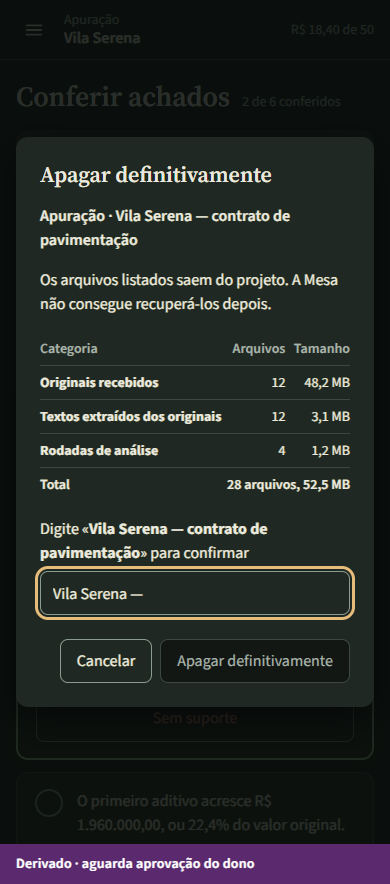 Apuração
Vila Serena
R$ 18,40 de 50
Conferir achados 2 de 6 conferidos
Apagar definitivamente
Apuração · Vila Serena — contrato de
pavimentação
Os arquivos listados saem do projeto. A Mesa
não consegue recuperá-los depois.
Categoria Arquivos Tamanho
Originais recebidos 12 48,2 MB
Textos extraídos dos originais 12 3,1 MB
Rodadas de análise 4 1,2 MB
Total 28 arquivos, 52,5 MB
Digite «Vila Serena — contrato de
pavimentação» para confirmar
Vila Serena —
Cancelar Apagar definitivamente
Sem suporte
O primeiro aditivo acresce R$
1.960.000,00, ou 22,4% do valor original.
Derivado · aguarda aprovação do dono